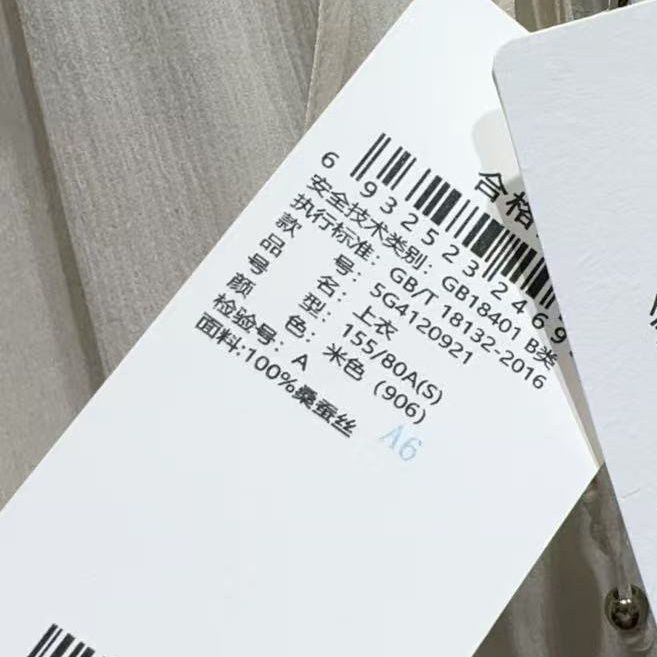 合格
6 932523 2469
安全技术类别：GB18401 B类
执行标准：GB/T 18132-2016
款号：5G4120921
品名：上衣
号型：155/80A(S)
颜色：米色（906）
检验号：A
面料:100%桑蚕丝
A6